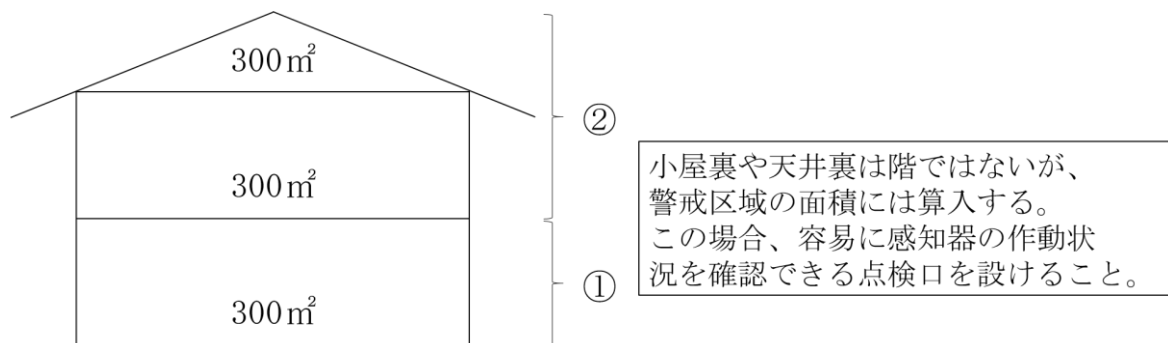 300㎡
②
300㎡
小屋裏や天井裏は階ではないが、
警戒区域の面積には算入する。
この場合、容易に感知器の作動状
況を確認できる点検口を設けること。
①
300㎡